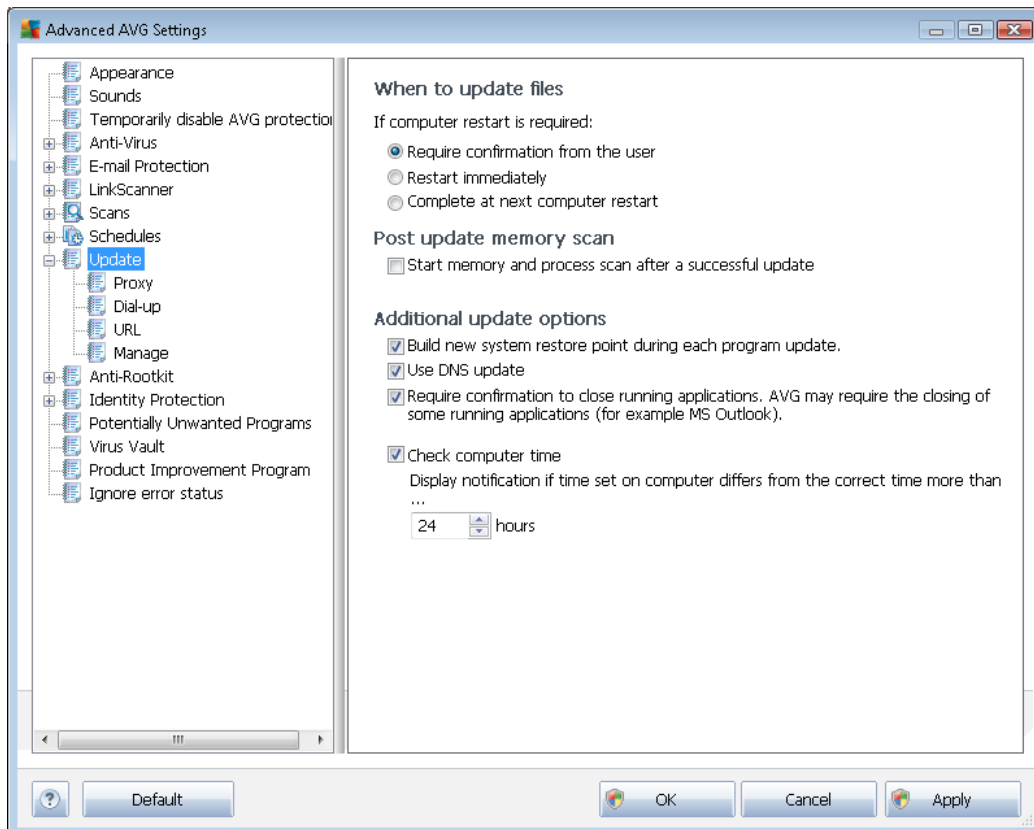 Advanced AVG Settings
Appearance
Sounds
Temporarily disable AVG protectio
Anti-Virus
E-mail Protection
LinkScanner
Scans
Schedules
Update
Proxy
Dial-up
URL
Manage
Anti-Rootkit
Identity Protection
Potentially Unwanted Programs
Virus Vault
Product Improvement Program
Ignore error status
When to update files
If computer restart is required:
Require confirmation from the user
Restart immediately
Complete at next computer restart
Post update memory scan
Start memory and process scan after a successful update
Additional update options
Build new system restore point during each program update.
Use DNS update
Require confirmation to close running applications. AVG may require the closing of
some running applications (for example MS Outlook).
Check computer time
Display notification if time set on computer differs from the correct time more than
...
24 hours
? Default OK Cancel Apply